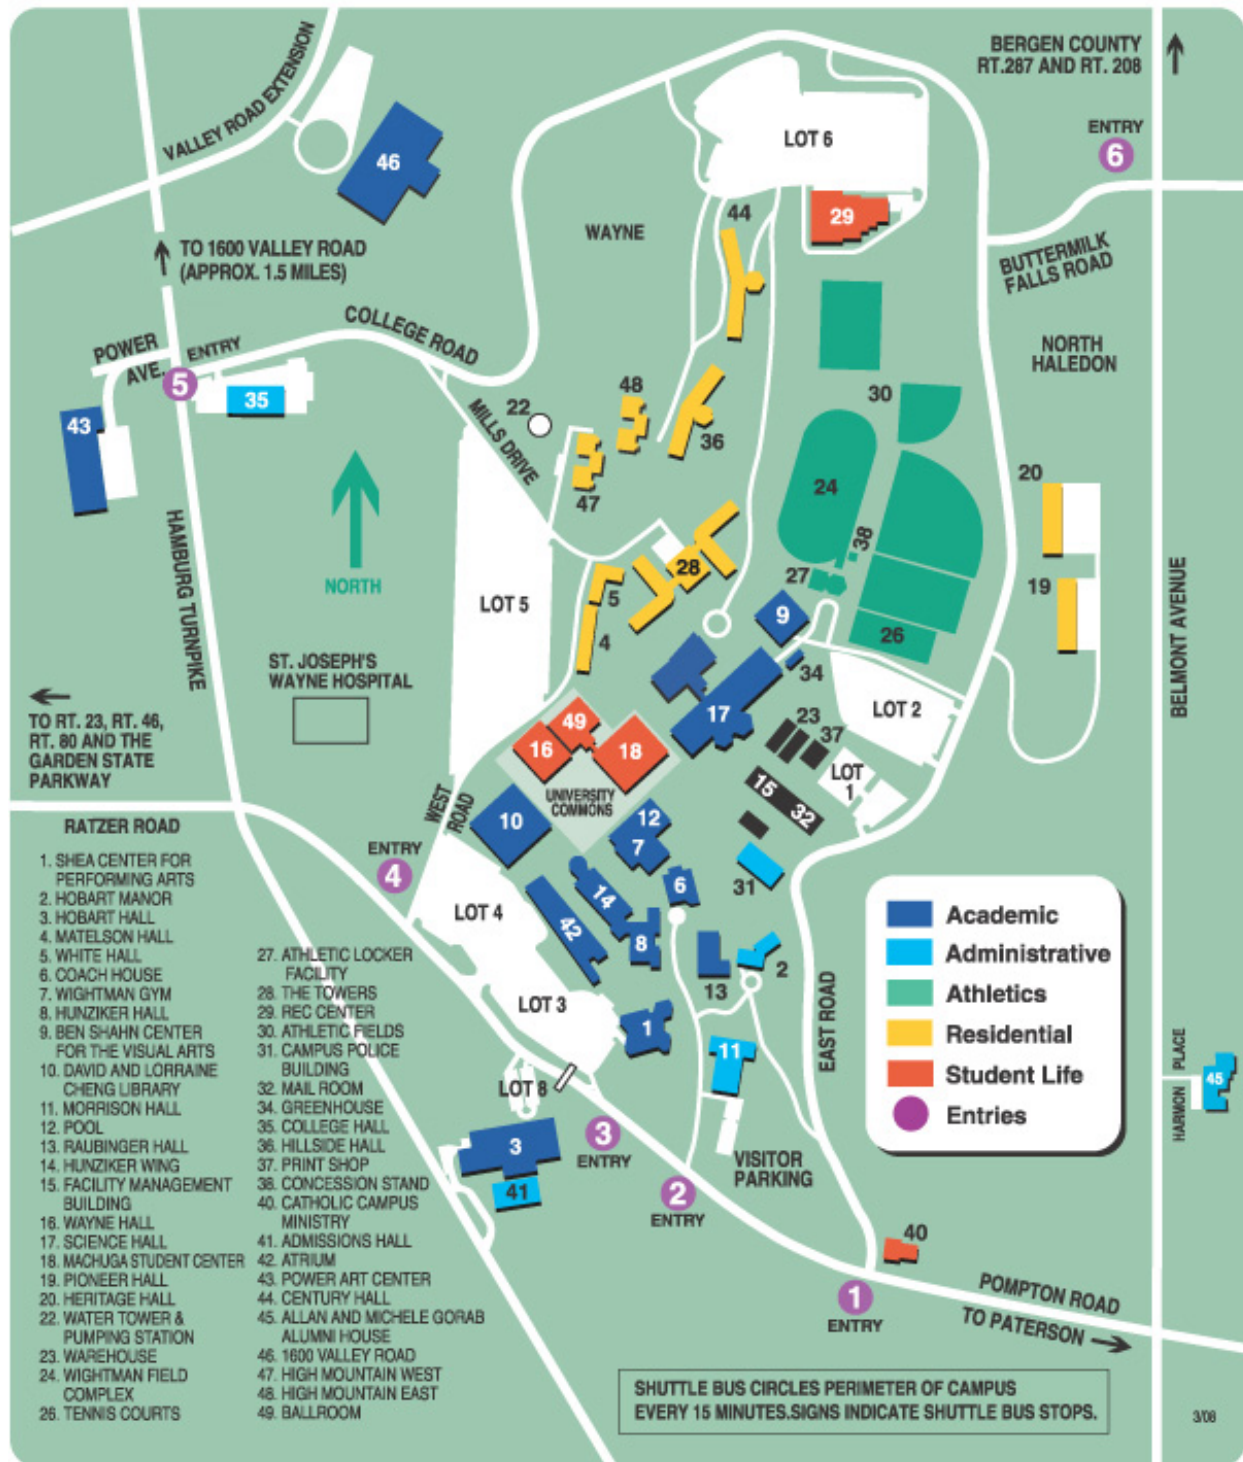 BERGEN COUNTY
RT.287 AND RT. 208
ENTRY
6
VALLEY ROAD EXTENSION
46
LOT 6
29
44
WAYNE
TO 1600 VALLEY ROAD
(APPROX. 1.5 MILES)
BUTTERMILK
FALLS ROAD
COLLEGE ROAD
POWER
AVE.
ENTRY
5
35
NORTH
HALEDON
43
22
48
47
36
30
MILLS DRIVE
24
20
38
HAMBURG TURNPIKE
NORTH
LOT 5
28
27
5
4
9
26
19
BELMONT AVENUE
ST. JOSEPH'S
WAYNE HOSPITAL
34
17
LOT 2
TO RT. 23, RT. 46,
RT. 80 AND THE
GARDEN STATE
PARKWAY
49
16
18
23
37
LOT
1
15
32
UNIVERSITY
COMMONS
WEST
ROAD
10
12
7
RATZER ROAD
ENTRY
4
31
6
14
LOT 4
42
8
13
2
EAST ROAD
LOT 3
1
11
LOT 8
3
ENTRY
3
41
2
ENTRY
VISITOR
PARKING
HARMON PLACE
45
40
1
ENTRY
POMPTON ROAD
TO PATERSON
Academic
Administrative
Athletics
Residential
Student Life
Entries
1. SHEA CENTER FOR
PERFORMING ARTS
2. HOBART MANOR
3. HOBART HALL
4. MATELSON HALL
5. WHITE HALL
6. COACH HOUSE
7. WIGHTMAN GYM
8. HUNZIKER HALL
9. BEN SHAHN CENTER
FOR THE VISUAL ARTS
10. DAVID AND LORRAINE
CHENG LIBRARY
11. MORRISON HALL
12. POOL
13. RAUBINGER HALL
14. HUNZIKER WING
15. FACILITY MANAGEMENT
BUILDING
16. WAYNE HALL
17. SCIENCE HALL
18. MACHUGA STUDENT CENTER
19. PIONEER HALL
20. HERITAGE HALL
22. WATER TOWER &
PUMPING STATION
23. WAREHOUSE
24. WIGHTMAN FIELD
COMPLEX
26. TENNIS COURTS
27. ATHLETIC LOCKER
FACILITY
28. THE TOWERS
29. REC CENTER
30. ATHLETIC FIELDS
31. CAMPUS POLICE
BUILDING
32. MAIL ROOM
34. GREENHOUSE
35. COLLEGE HALL
36. HILLSIDE HALL
37. PRINT SHOP
38. CONCESSION STAND
40. CATHOLIC CAMPUS
MINISTRY
41. ADMISSIONS HALL
42. ATRIUM
43. POWER ART CENTER
44. CENTURY HALL
45. ALLAN AND MICHELE GORAB
ALUMNI HOUSE
46. 1600 VALLEY ROAD
47. HIGH MOUNTAIN WEST
48. HIGH MOUNTAIN EAST
49. BALLROOM
SHUTTLE BUS CIRCLES PERIMETER OF CAMPUS
EVERY 15 MINUTES.SIGNS INDICATE SHUTTLE BUS STOPS.
3/08